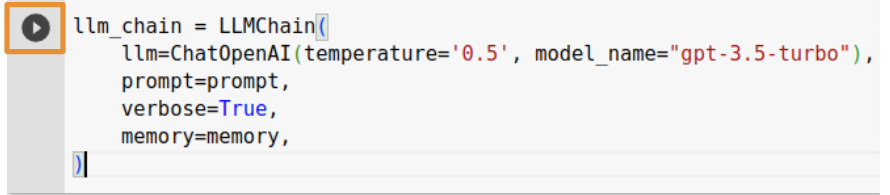 llm_chain = LLMChain(
    llm=ChatOpenAI(temperature='0.5', model_name="gpt-3.5-turbo"),
    prompt=prompt,
    verbose=True,
    memory=memory,
)